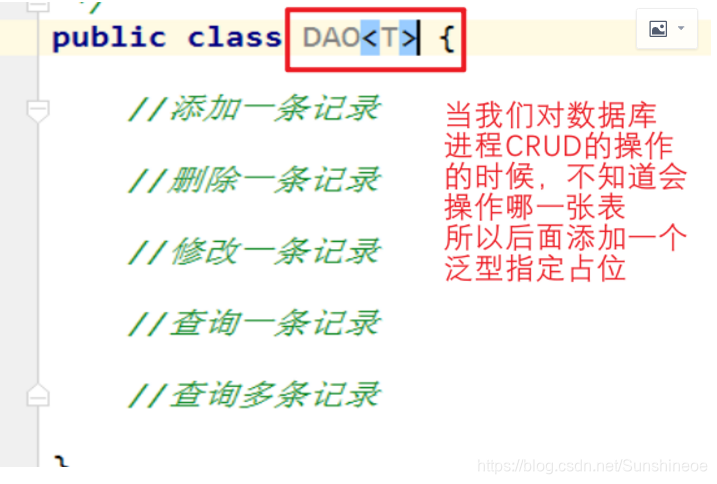 */
public class DAO<T> {
//添加一条记录
//删除一条记录
//修改一条记录
//查询一条记录
//查询多条记录
}
当我们对数据库
进程CRUD的操作
的时候，不知道会
操作哪一张表
所以后面添加一个
泛型指定占位
https://blog.csdn.net/Sunshineoe